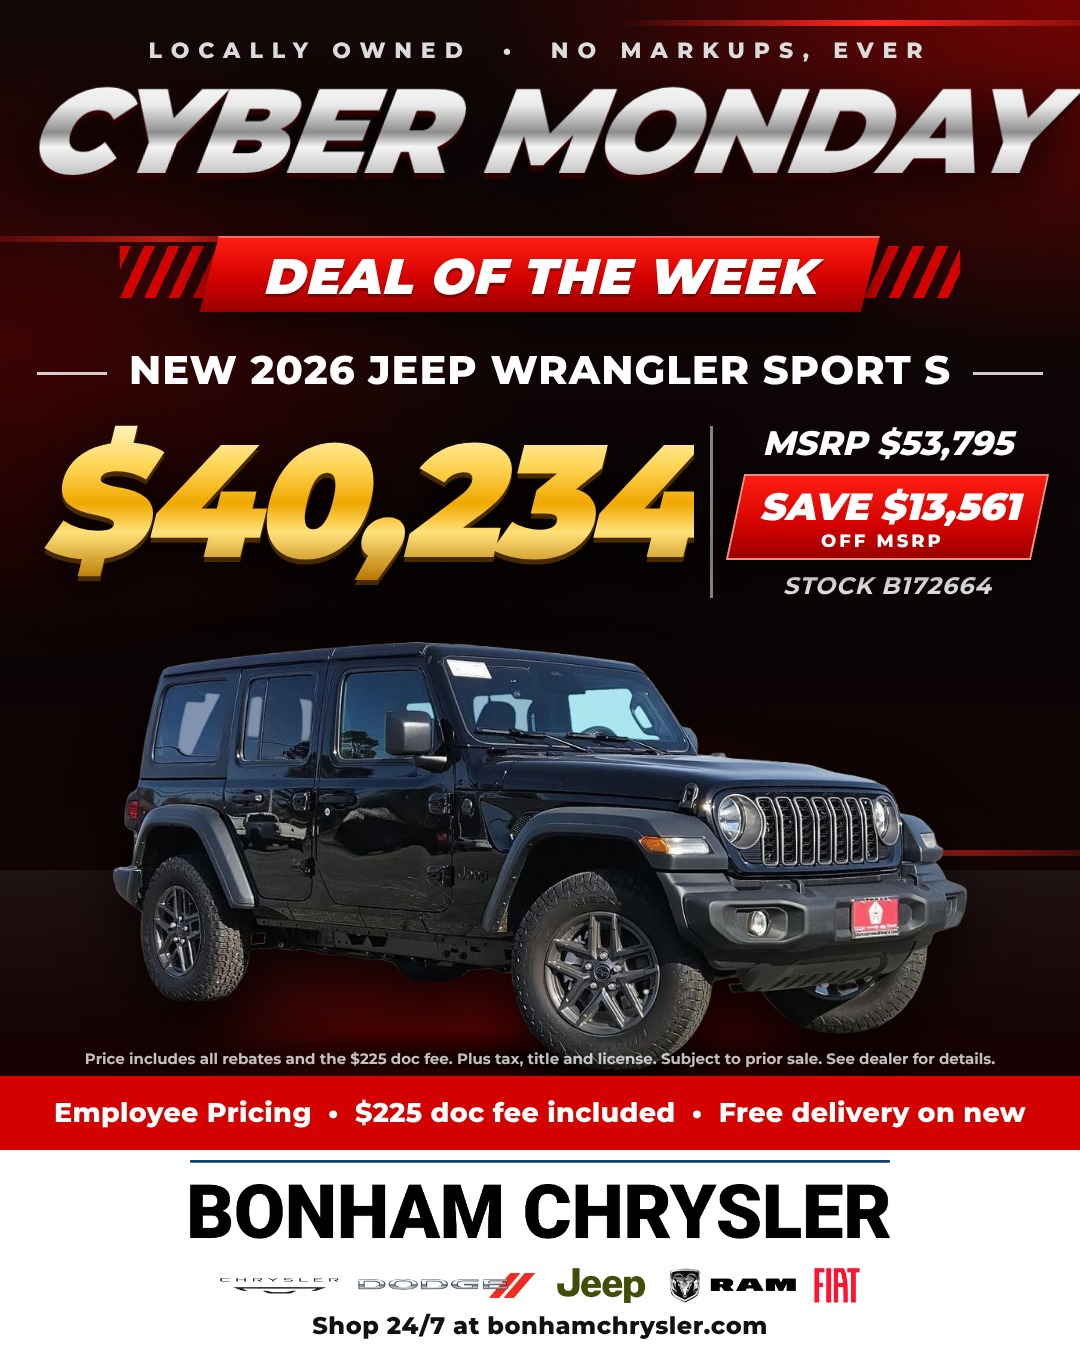 LOCALLY OWNED • NO MARKUPS, EVER
CYBER MONDAY
DEAL OF THE WEEK
NEW 2026 JEEP WRANGLER SPORT S
$40,234
MSRP $53,795
SAVE $13,561
OFF MSRP
STOCK B172664
Jeep
Price includes all rebates and the $225 doc fee. Plus tax, title and license. Subject to prior sale. See dealer for details.
Employee Pricing • $225 doc fee included • Free delivery on new
BONHAM CHRYSLER
CHRYSLER DODGE Jeep RAM FIAT
Shop 24/7 at bonhamchrysler.com